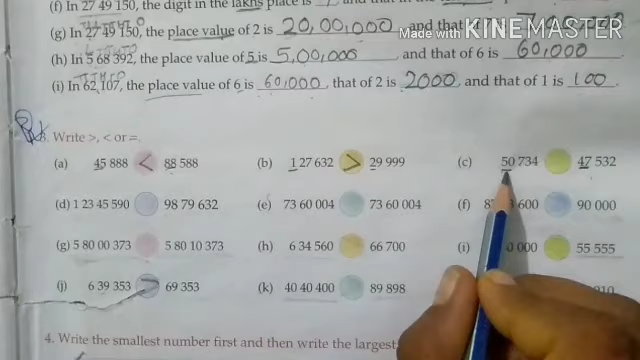 (f) In 27 49 150, the digit in the lakhs place is
(g) In 27 49 150, the place value of 2 is 20,00,000 and that
Made with KINEMASTER
(h) In 5 68 392, the place value of 5 is 5,00,000 and that of 6 is 60,000
(i) In 62,107, the place value of 6 is 60,000, that of 2 is 2000 and that of 1 is 100.
3. Write >, < or =.
(a) 45 888 < 88 588 (b) 1 27 632 > 29 999 (c) 50 734 47 532
(d) 1 23 45 590 98 79 632 (e) 73 60 004 73 60 004 (f) 600 90 000
(g) 5 80 00 373 5 80 10 373 (h) 6 34 560 66 700 (i) 000 55 555
(j) 6 39 353 > 69 353 (k) 40 40 400 89 898
4. Write the smallest number first and then write the largest